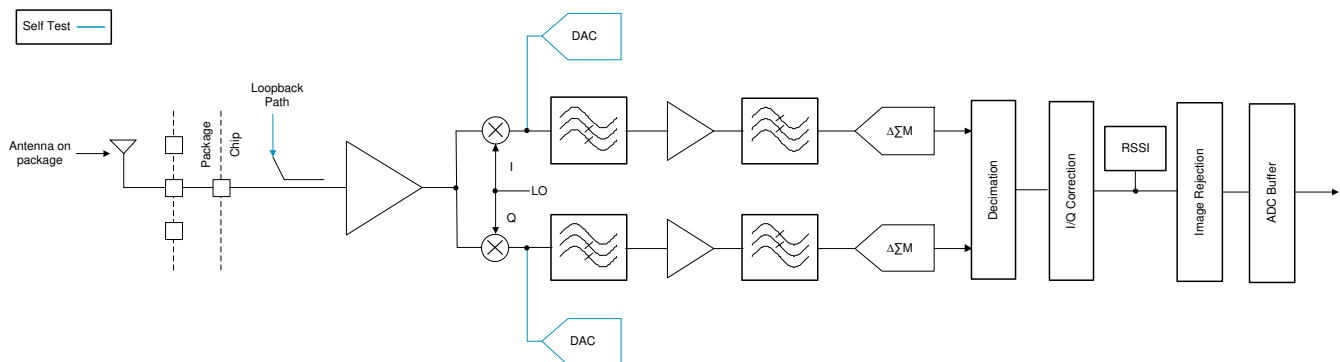 Self Test
DAC
Loopback
Path
Antenna on
package
Package
Chip
I
LO
Q
ΔΣM
ΔΣM
Decimation
I/Q Correction
RSSI
Image Rejection
ADC Buffer
DAC